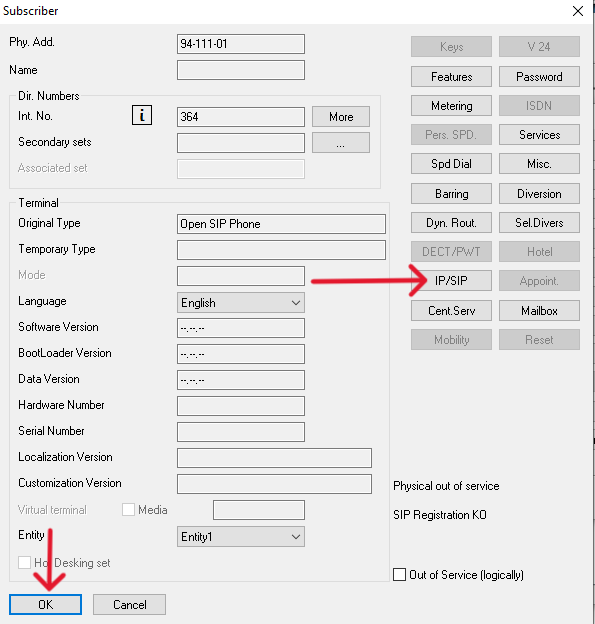 Subscriber
Phy. Add.
94-111-01
Name
Dir. Numbers
Int. No.
i
364
More
Secondary sets
...
Associated set
Terminal
Original Type
Open SIP Phone
Temporary Type
Mode
Language
English
Software Version
--.--.--
BootLoader Version
--.--.--
Data Version
--.--.--
Hardware Number
Serial Number
Localization Version
Customization Version
Virtual terminal
Media
Entity
Entity1
Hot Desking set
OK
Cancel
Keys
V 24
Features
Password
Metering
ISDN
Pers. SPD.
Services
Spd Dial
Misc.
Barring
Diversion
Dyn. Rout.
Sel.Divers
DECT/PWT
Hotel
IP/SIP
Appoint.
Cent.Serv
Mailbox
Mobility
Reset
Physical out of service
SIP Registration KO
Out of Service (logically)